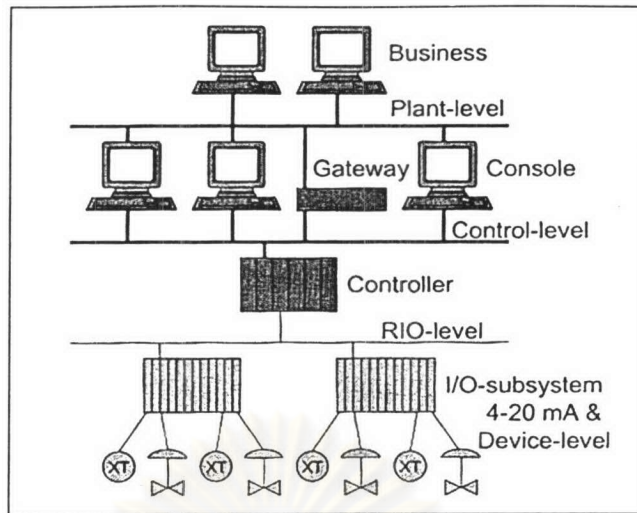 Business
Plant-level
Gateway
Console
Control-level
Controller
RIO-level
I/O-subsystem
4-20 mA &
Device-level
XT
XT
XT
XT